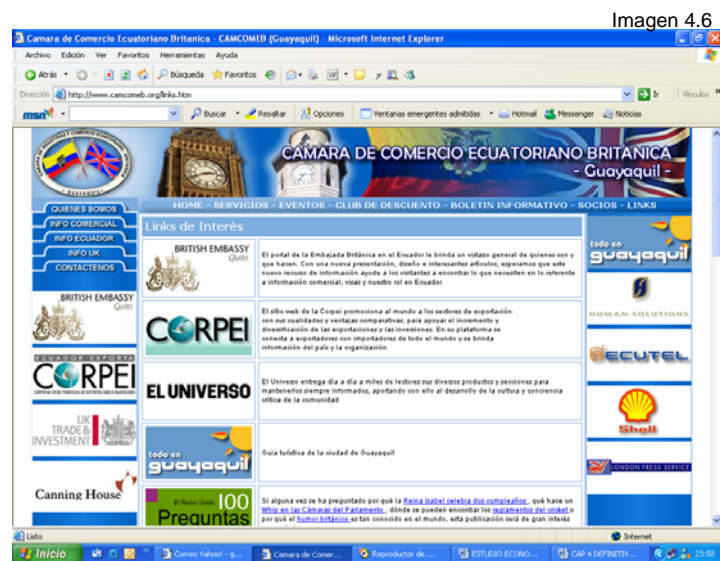 Imagen 4.6
Camara de Comercio Ecuatoriano Britanica - CAMCOMEB (Guayaquil) - Microsoft Internet Explorer
Archivo Edición Ver Favoritos Herramientas Ayuda
Atrás Búsqueda Favoritos
Dirección http://www.camcomeb.org/links.htm Ir Vínculos »
msn Buscar Resaltar Opciones Ventanas emergentes admitidas Hotmail Messenger Noticias
CÁMARA DE COMERCIO ECUATORIANO BRITANICA
- Guayaquil -
GUAYAQUIL
HOME - SERVICIOS - EVENTOS - CLUB DE DESCUENTO - BOLETIN INFORMATIVO - SOCIOS - LINKS
QUIENES SOMOS
INFO COMERCIAL
INFO ECUADOR
INFO UK
CONTACTENOS
BRITISH EMBASSY
Quito
ECUADOR EXPORTA
CORPEI
UK
TRADE &
INVESTMENT
Canning House
Links de Interés
BRITISH EMBASSY
Quito
El portal de la Embajada Británica en el Ecuador le brinda un vistazo general de quienes son y
que hacen. Con una nueva presentación, diseño e interesantes artículos, esperamos que este
nuevo recurso de información ayude a los visitantes a encontrar lo que necesiten en lo referente
a información comercial, visas y nuestro rol en Ecuador
CORPEI
El sitio web de la Corpei promociona al mundo a los sectores de exportación
con sus cualidades y ventajas comparativas, para apoyar el incremento y
diversificación de las exportaciones y las inversiones. En su plataforma se
conecta a exportadores con importadores de todo el mundo y se brinda
información del país y la organización
EL UNIVERSO
El Universo entrega día a día a miles de lectores sus diversos productos y secciones para
mantenerlos siempre informados, aportando con ello al desarrollo de la cultura y conciencia
crítica de la comunidad
todo en
guayaquil
Guia turística de la ciudad de Guayaquil
El Reino Unido 100
Preguntas
Si alguna vez se ha preguntado por qué la Reina Isabel celebra dos cumpleaños , qué hace un
Whip en las Cámaras del Parlamento , dónde se pueden encontrar los reglamentos del cricket o
por qué el humor británico es tan conocido en el mundo, esta publicación será de gran interés
todo en
guayaquil
HUMAN-SOLUTIONS
ECUTEL
Shell
LONDON PRESS SERVICE
Listo Internet
Inicio » Correo Yahoo! - g... Camara de Comer... Reproductor de ... ESTUDIO ECONO... CAP 4 DEFINITIV... 23:50